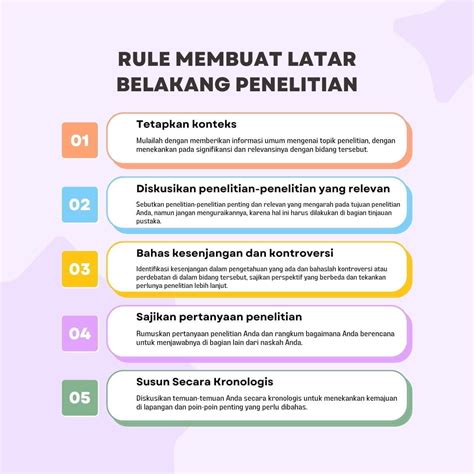 RULE MEMBUAT LATAR
BELAKANG PENELITIAN
01
Tetapkan konteks
Mulailah dengan memberikan informasi umum mengenai topik penelitian, dengan
menekankan pada signifikansi dan relevansinya dengan bidang tersebut.
02
Diskusikan penelitian-penelitian yang relevan
Sebutkan penelitian-penelitian penting dan relevan yang mengarah pada tujuan penelitian
Anda, namun jangan menguraikannya, karena hal ini harus dilakukan di bagian tinjauan
pustaka.
03
Bahas kesenjangan dan kontroversi
Identifikasi kesenjangan dalam pengetahuan yang ada dan bahaslah kontroversi atau
perdebatan di dalam bidang tersebut, sajikan perspektif yang berbeda dan tekankan
perlunya penelitian lebih lanjut.
04
Sajikan pertanyaan penelitian
Rumuskan pertanyaan penelitian Anda dan rangkum bagaimana Anda berencana
untuk menjawabnya di bagian lain dari naskah Anda.
05
Susun Secara Kronologis
Diskusikan temuan-temuan Anda secara kronologis untuk menekankan kemajuan
di lapangan dan poin-poin penting yang perlu dibahas.